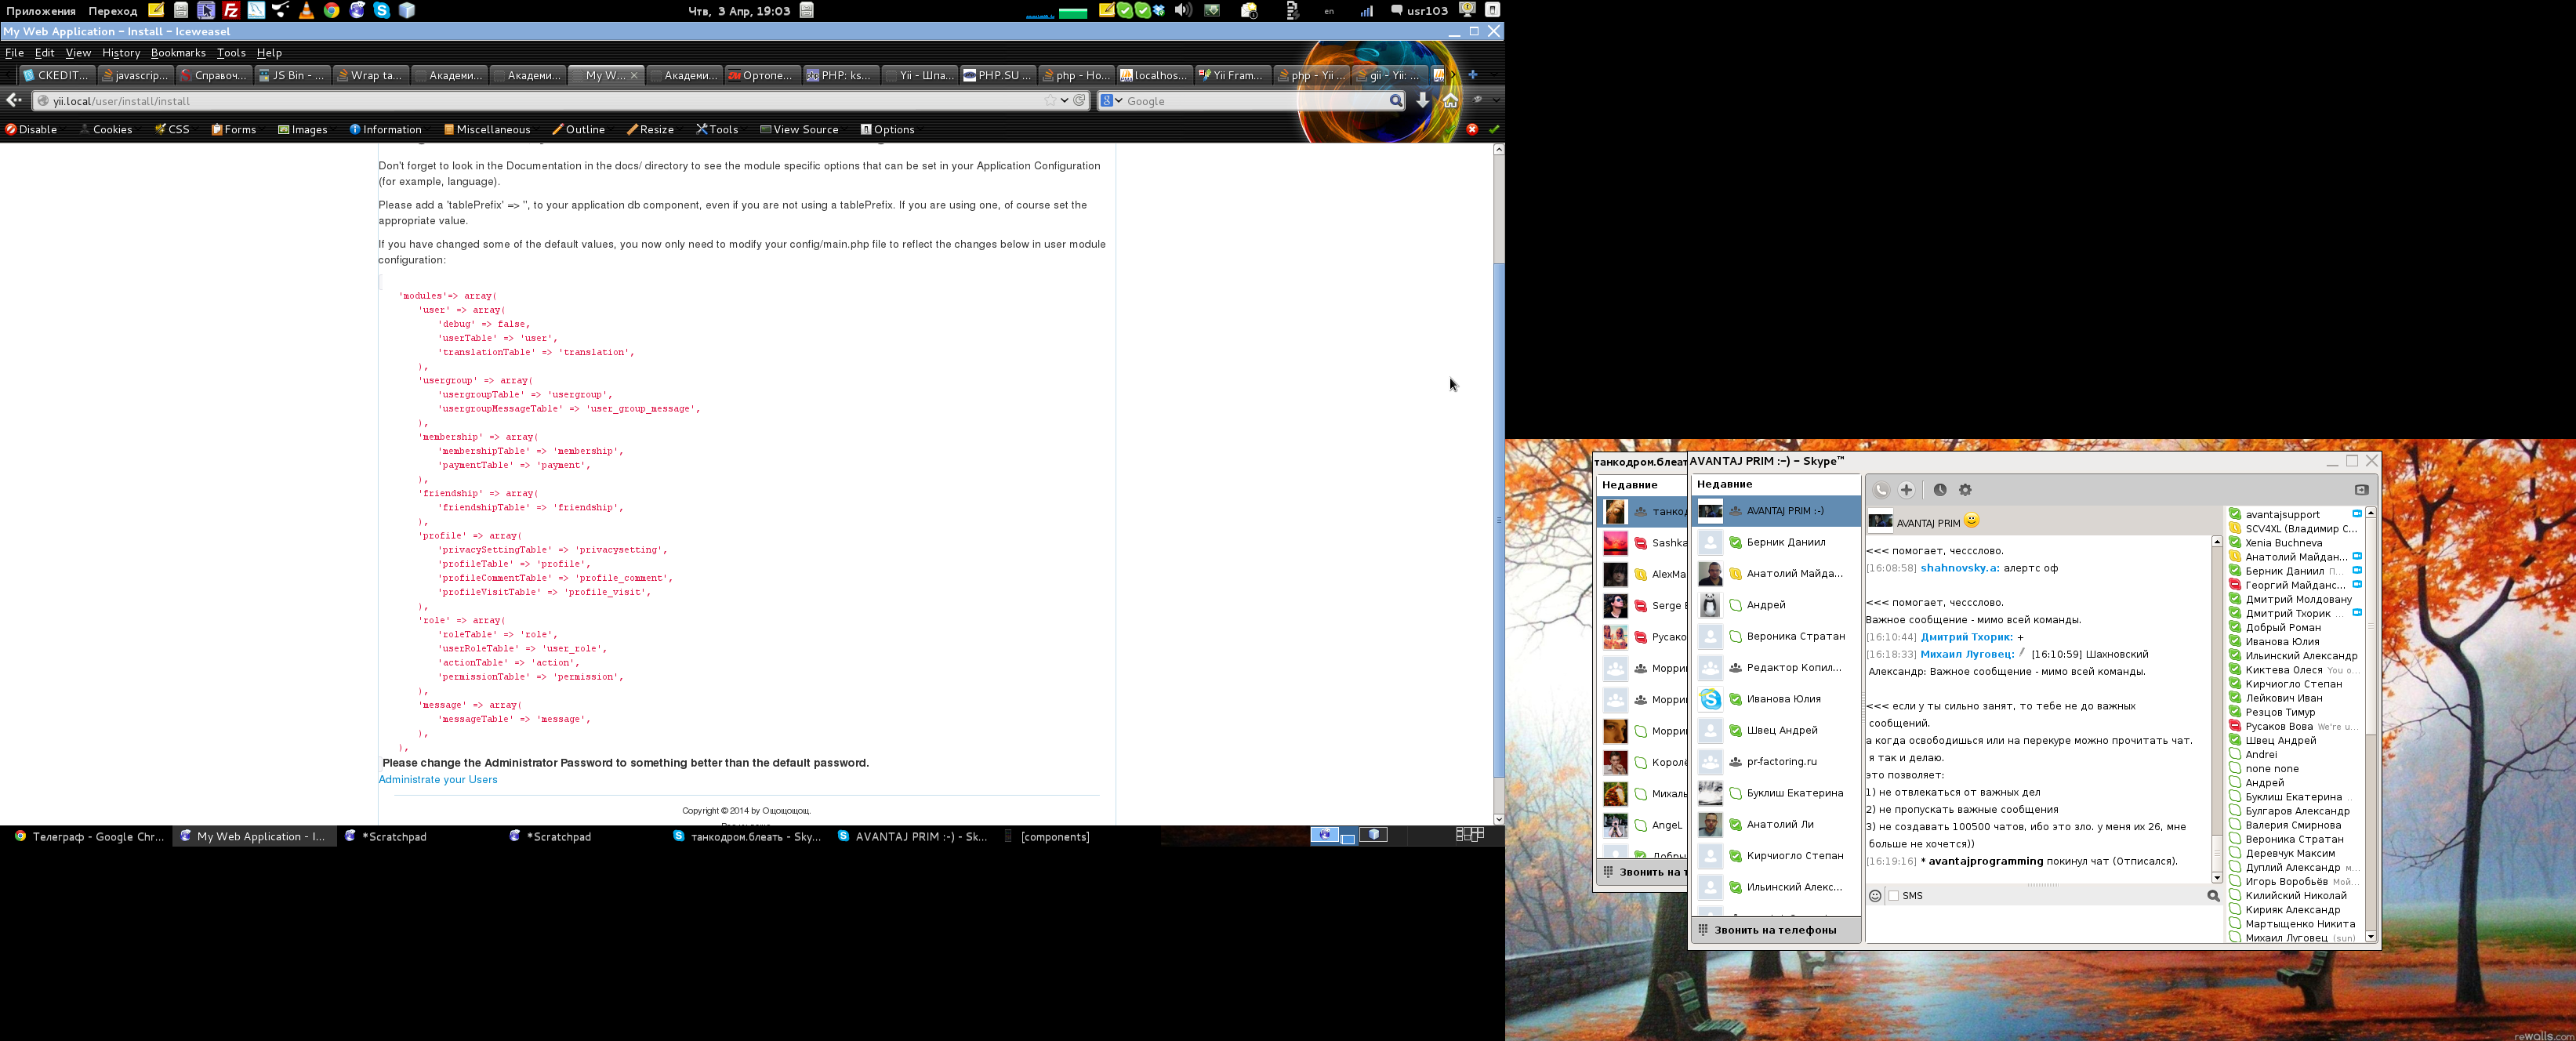 Приложения Переход
Чтв, 3 Апр, 19:03
en
usr103
My Web Application – Install – Iceweasel
File Edit View History Bookmarks Tools Help
CKEDIT...
javascrip...
Справоч...
JS Bin - ...
Wrap ta...
Академи...
Академи...
My W...
Академи...
Ортопе...
PHP: ks...
Yii - Шпа...
PHP.SU ...
php - Ho...
localhos...
Yii Fram...
php - Yii ...
gii - Yii: ...
yii.local/user/install/install
Google
Disable Cookies CSS Forms Images Information Miscellaneous Outline Resize Tools View Source Options
Don't forget to look in the Documentation in the docs/ directory to see the module specific options that can be set in your Application Configuration
(for example, language).
Please add a 'tablePrefix' => '', to your application db component, even if you are not using a tablePrefix. If you are using one, of course set the
appropriate value.
If you have changed some of the default values, you now only need to modify your config/main.php file to reflect the changes below in user module
configuration:
'modules'=> array(
'user' => array(
'debug' => false,
'userTable' => 'user',
'translationTable' => 'translation',
),
'usergroup' => array(
'usergroupTable' => 'usergroup',
'usergroupMessageTable' => 'user_group_message',
),
'membership' => array(
'membershipTable' => 'membership',
'paymentTable' => 'payment',
),
'friendship' => array(
'friendshipTable' => 'friendship',
),
'profile' => array(
'privacySettingTable' => 'privacysetting',
'profileTable' => 'profile',
'profileCommentTable' => 'profile_comment',
'profileVisitTable' => 'profile_visit',
),
'role' => array(
'roleTable' => 'role',
'userRoleTable' => 'user_role',
'actionTable' => 'action',
'permissionTable' => 'permission',
),
'message' => array(
'messageTable' => 'message',
),
),
Please change the Administrator Password to something better than the default password.
Administrate your Users
Copyright © 2014 by Ощощощощ.
Телеграф - Google Chr...
My Web Application - I...
*Scratchpad
*Scratchpad
танкодром.блеать - Sky...
AVANTAJ PRIM :-) - Sk...
[components]
танкодром.блеат
Недавние
танкод
Sashka
AlexMa
Serge
Русако
Морри
Морри
Морри
Королё
Михаль
AngeL
Добры
Звонить на т
AVANTAJ PRIM :-) – Skype™
Недавние
AVANTAJ PRIM :-)
Берник Даниил
Анатолий Майда...
Андрей
Вероника Стратан
Редактор Копил...
Иванова Юлия
Швец Андрей
pr-factoring.ru
Буклиш Екатерина
Анатолий Ли
Кирчиогло Степан
Ильинский Алекс...
Звонить на телефоны
AVANTAJ PRIM
<<< помогает, чессслово.
[16:08:58] shahnovsky.a: алертс оф
<<< помогает, чессслово.
Важное сообщение - мимо всей команды.
[16:10:44] Дмитрий Тхорик: +
[16:18:33] Михаил Луговец: [16:10:59] Шахновский
Александр: Важное сообщение - мимо всей команды.
<<< если у ты сильно занят, то тебе не до важных
сообщений.
а когда освободишься или на перекуре можно прочитать чат.
я так и делаю.
это позволяет:
1) не отвлекаться от важных дел
2) не пропускать важные сообщения
3) не создавать 100500 чатов, ибо это зло. у меня их 26, мне
больше не хочется))
[16:19:16] * avantajprogramming покинул чат (Отписался).
SMS
avantajsupport
SCV4XL (Владимир С...
Xenia Buchneva
Анатолий Майдан...
Берник Даниил П...
Георгий Майданс...
Дмитрий Молдовану
Дмитрий Тхорик
Добрый Роман
Иванова Юлия
Ильинский Александр
Киктева Олеся You o...
Кирчиогло Степан
Лейкович Иван
Резцов Тимур
Русаков Вова We're u...
Швец Андрей
Andrei
none none
Андрей
Буклиш Екатерина ...
Булгаров Александр
Валерия Смирнова
Вероника Стратан
Деревчук Максим
Дуплий Александр м...
Игорь Воробьёв Мой...
Килийский Николай
Кирияк Александр
Мартыщенко Никита
Михаил Луговец (sun)
rewalls.com